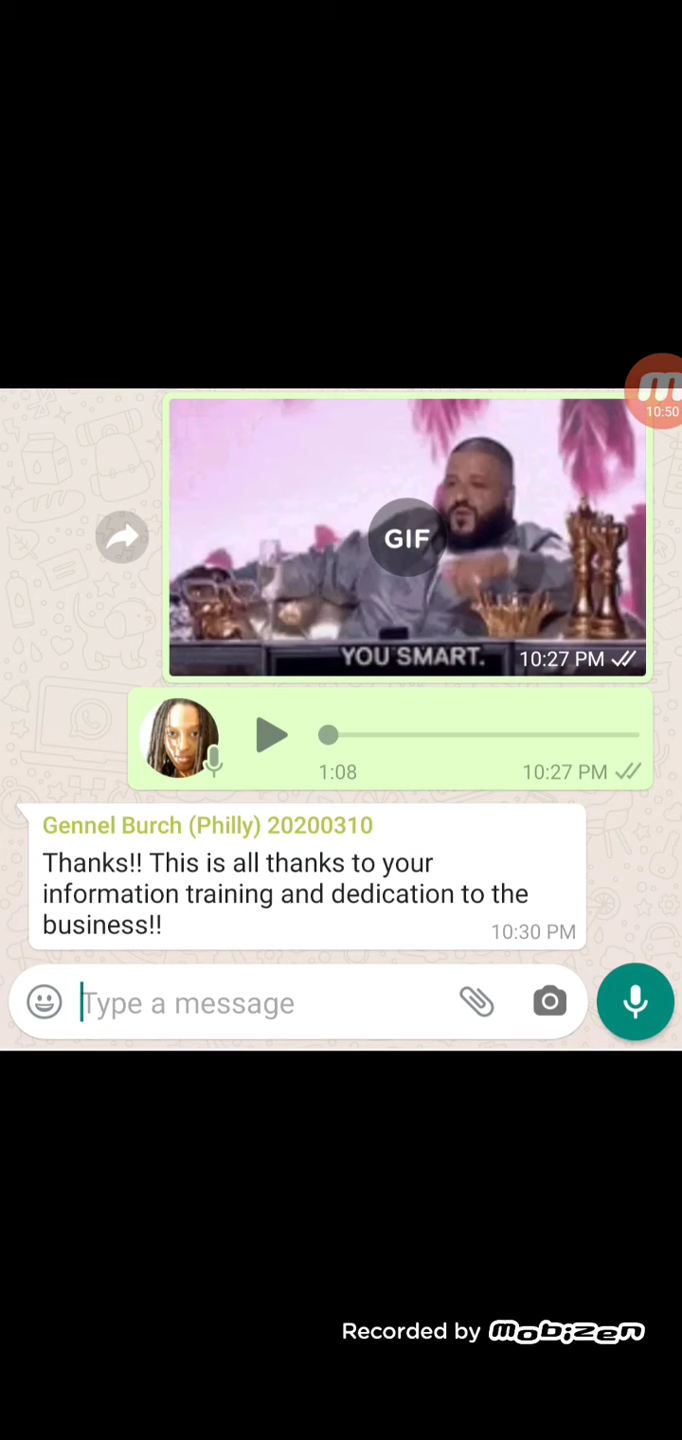 10:50
GIF
YOU SMART.
10:27 PM
1:08
10:27 PM
Gennel Burch (Philly) 20200310
Thanks!! This is all thanks to your
information training and dedication to the
business!!
10:30 PM
Type a message
Recorded by mobizen